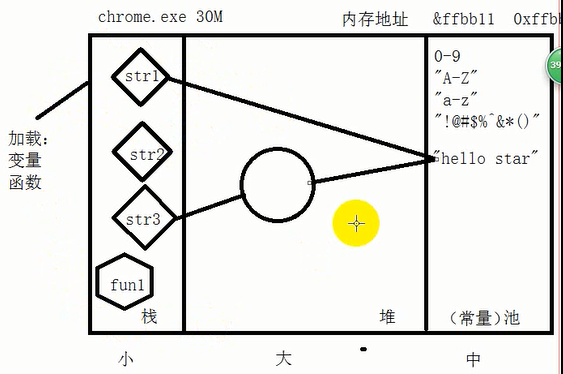 chrome.exe 30M
内存地址 &ffbb11 0xffbb
0-9
"A-Z"
"a-z"
"!@#$%^&*()"
39
str1
加载:
变量
函数
str2
"hello star"
str3
fun1
栈
堆
(常量)池
小
大
中